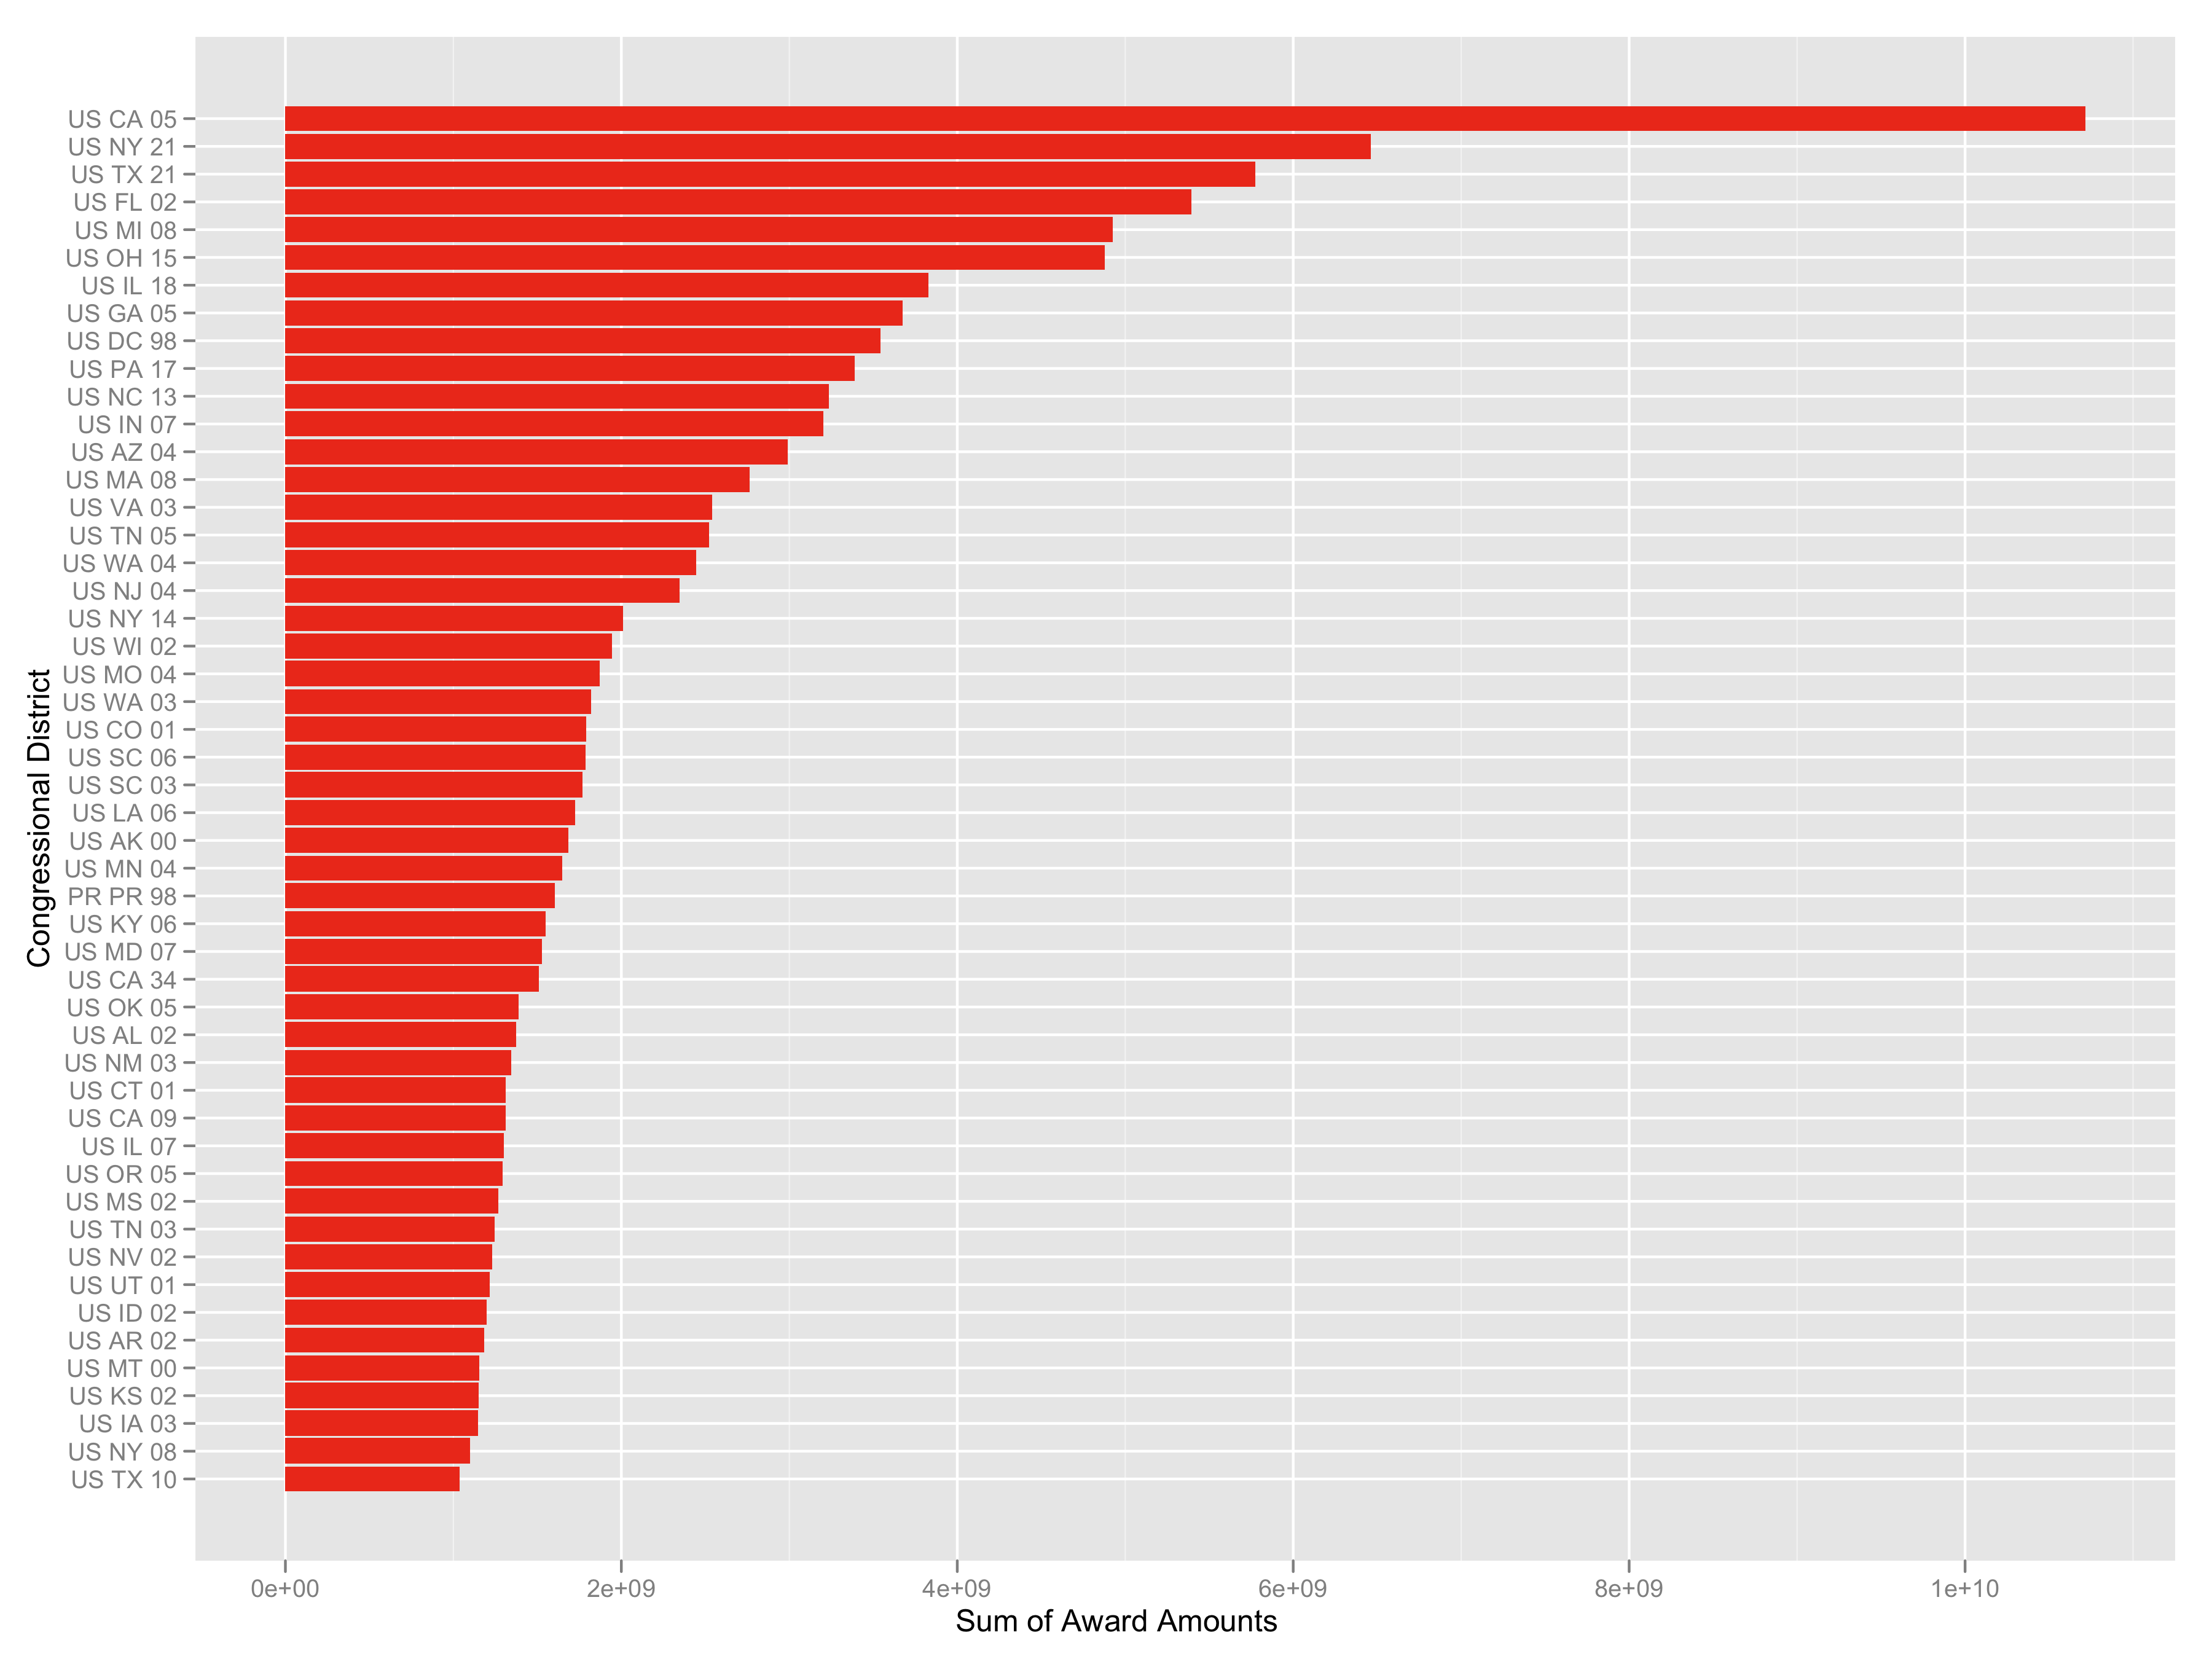 Congressional District
US CA 05
US NY 21
US TX 21
US FL 02
US MI 08
US OH 15
US IL 18
US GA 05
US DC 98
US PA 17
US NC 13
US IN 07
US AZ 04
US MA 08
US VA 03
US TN 05
US WA 04
US NJ 04
US NY 14
US WI 02
US MO 04
US WA 03
US CO 01
US SC 06
US SC 03
US LA 06
US AK 00
US MN 04
PR PR 98
US KY 06
US MD 07
US CA 34
US OK 05
US AL 02
US NM 03
US CT 01
US CA 09
US IL 07
US OR 05
US MS 02
US TN 03
US NV 02
US UT 01
US ID 02
US AR 02
US MT 00
US KS 02
US IA 03
US NY 08
US TX 10
0e+00 2e+09 4e+09 6e+09 8e+09 1e+10
Sum of Award Amounts